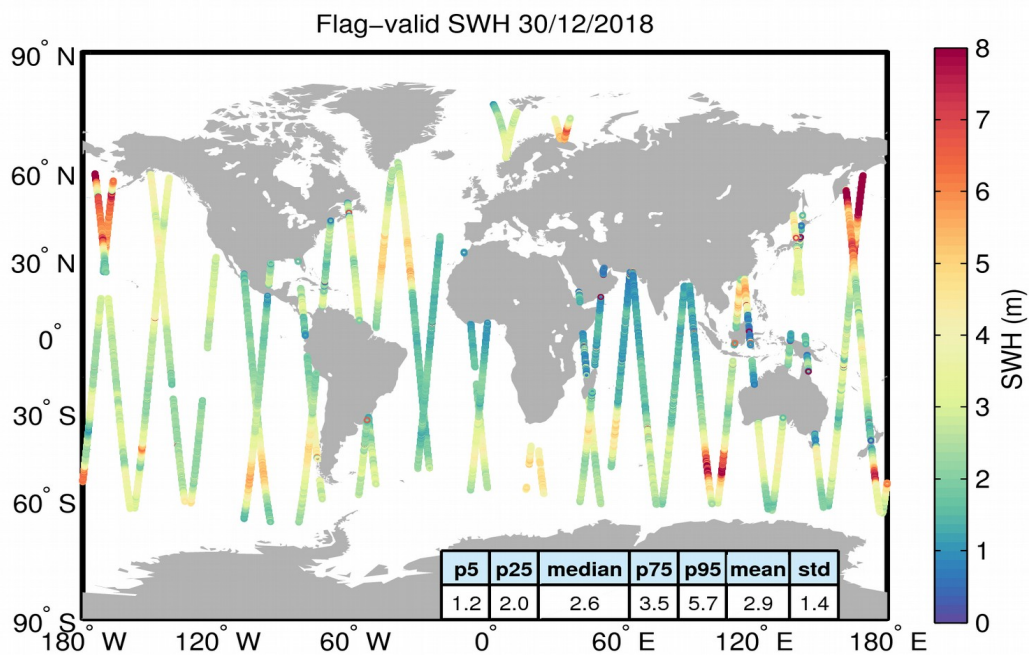 Flag–valid SWH 30/12/2018
90° N
60° N
30° N
0°
30° S
60° S
90° S
180° W
120° W
60° W
0°
60° E
120° E
180° E
8
7
6
5
4
3
2
1
0
SWH (m)
p5 p25 median p75 p95 mean std
1.2 2.0 2.6 3.5 5.7 2.9 1.4